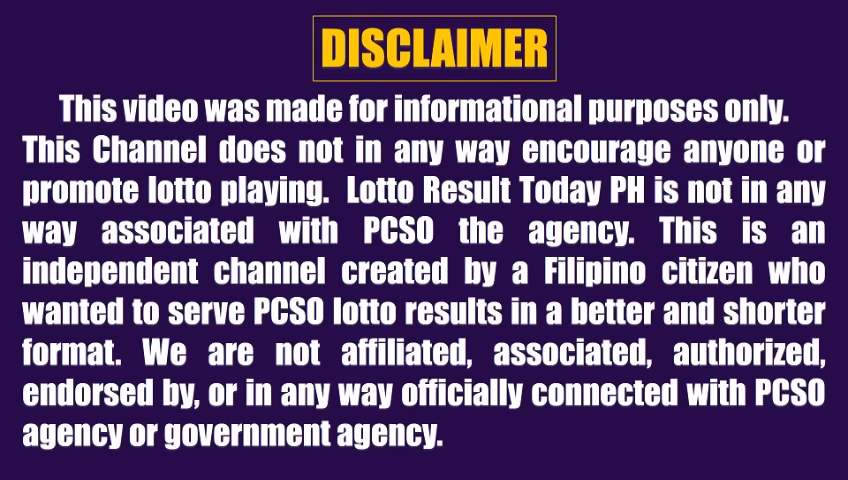 DISCLAIMER
This video was made for informational purposes only.
This Channel does not in any way encourage anyone or
promote lotto playing. Lotto Result Today PH is not in any
way associated with PCSO the agency. This is an
independent channel created by a Filipino citizen who
wanted to serve PCSO lotto results in a better and shorter
format. We are not affiliated, associated, authorized,
endorsed by, or in any way officially connected with PCSO
agency or government agency.